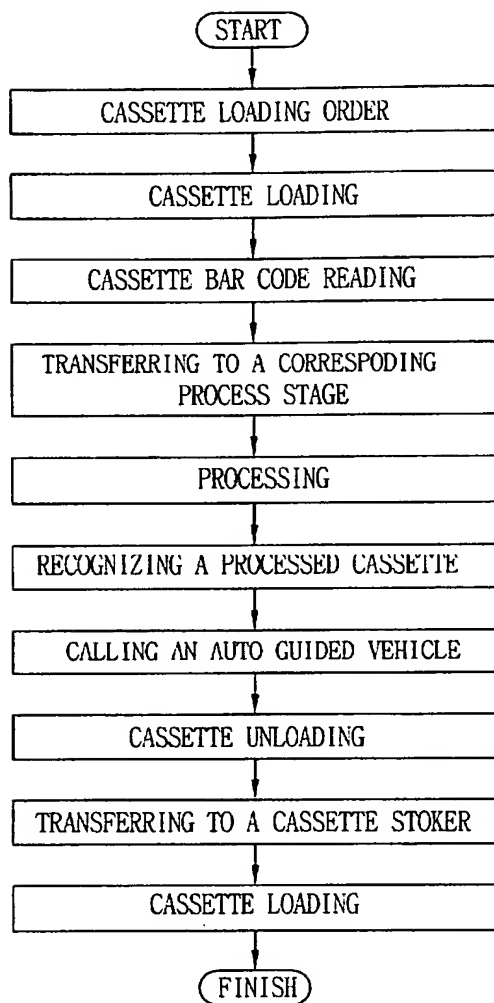 START
CASSETTE LOADING ORDER
CASSETTE LOADING
CASSETTE BAR CODE READING
TRANSFERRING TO A CORRESPODING
PROCESS STAGE
PROCESSING
RECOGNIZING A PROCESSED CASSETTE
CALLING AN AUTO GUIDED VEHICLE
CASSETTE UNLOADING
TRANSFERRING TO A CASSETTE STOKER
CASSETTE LOADING
FINISH